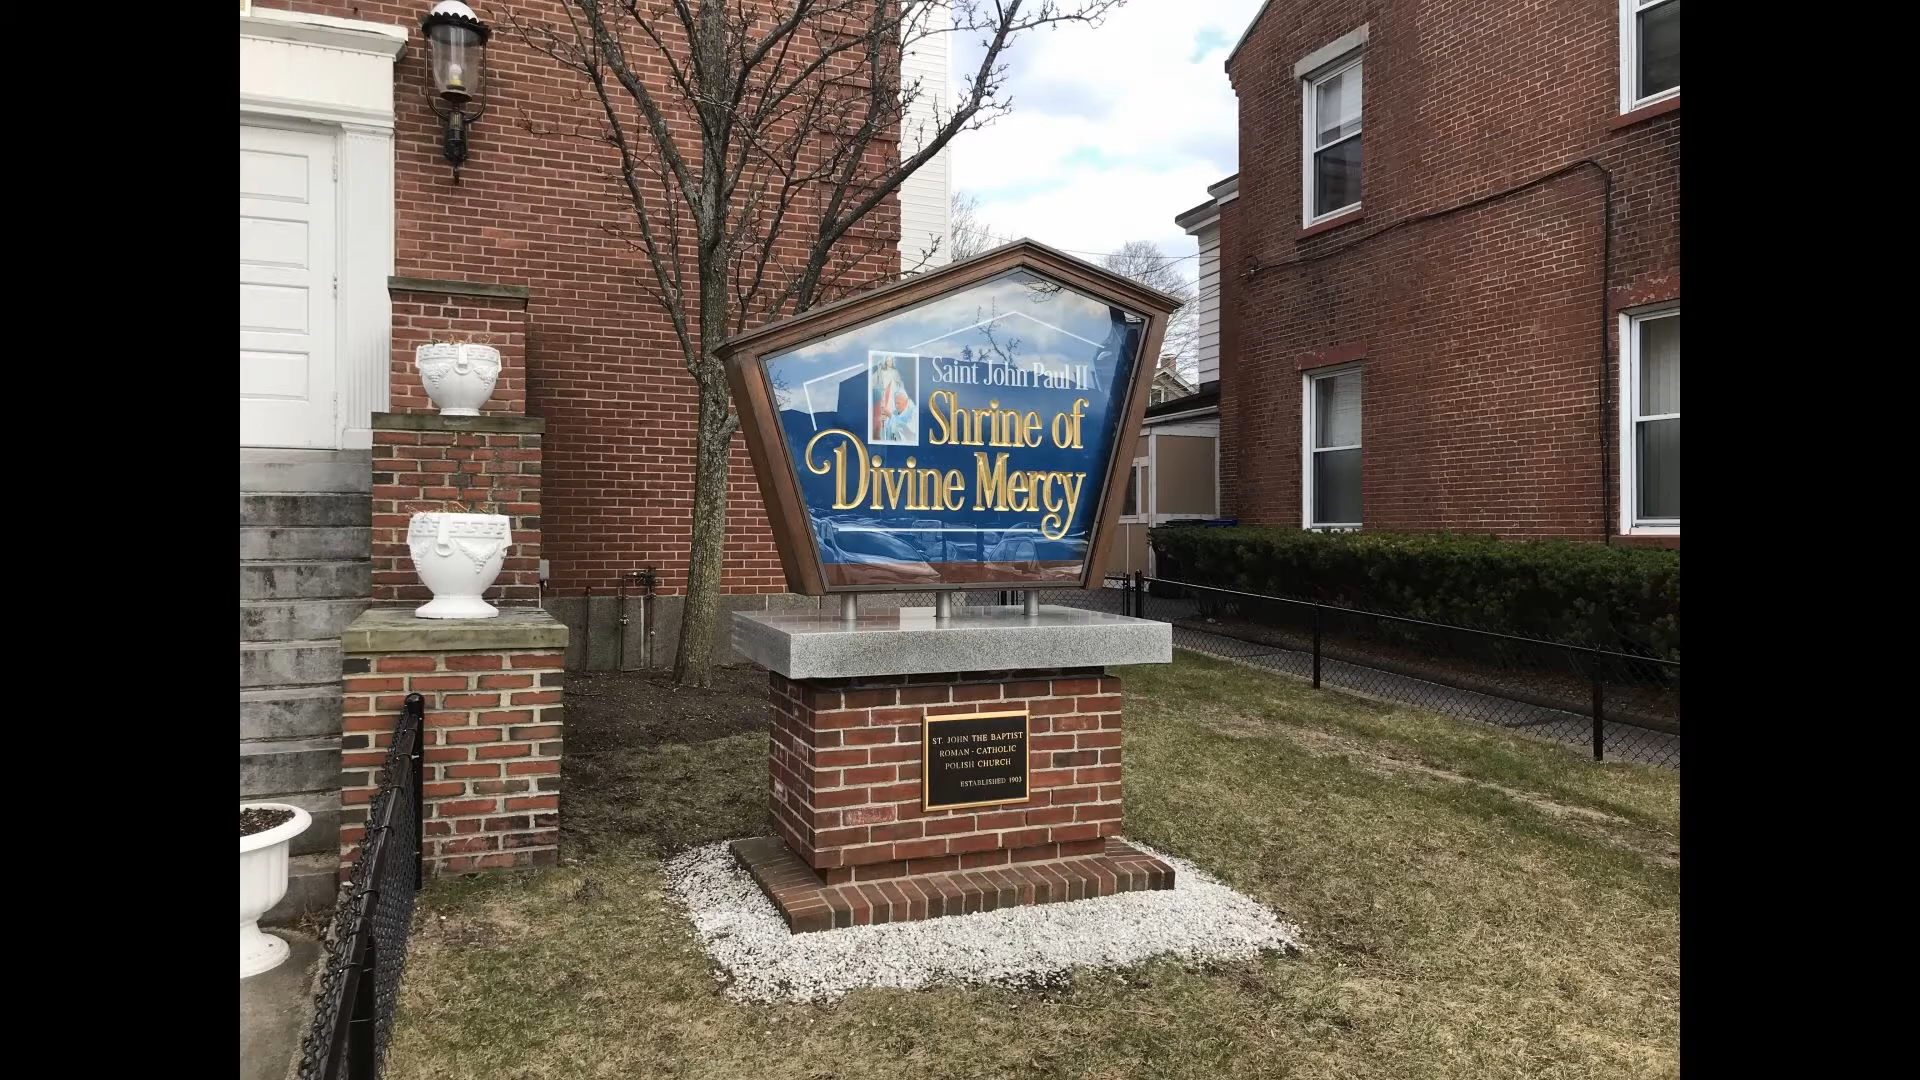 Saint John Paul II
Shrine of
Divine Mercy
ST. JOHN THE BAPTIST
ROMAN - CATHOLIC
POLISH CHURCH
ESTABLISHED 1903